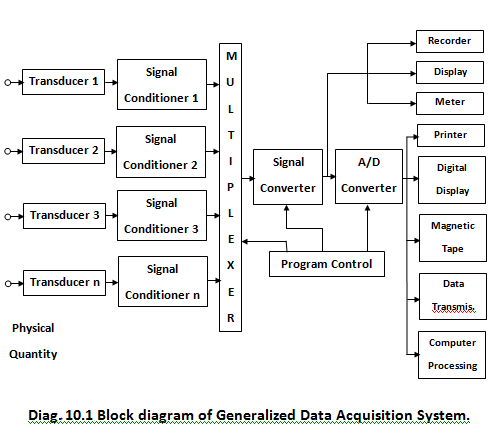 Transducer 1
Signal
Conditioner 1
Transducer 2
Signal
Conditioner 2
Transducer 3
Signal
Conditioner 3
Transducer n
Signal
Conditioner n
Physical
Quantity
M
U
L
T
I
P
L
E
X
E
R
Signal
Converter
A/D
Converter
Program Control
Recorder
Display
Meter
Printer
Digital
Display
Magnetic
Tape
Data
Transmis.
Computer
Processing
Diag. 10.1 Block diagram of Generalized Data Acquisition System.